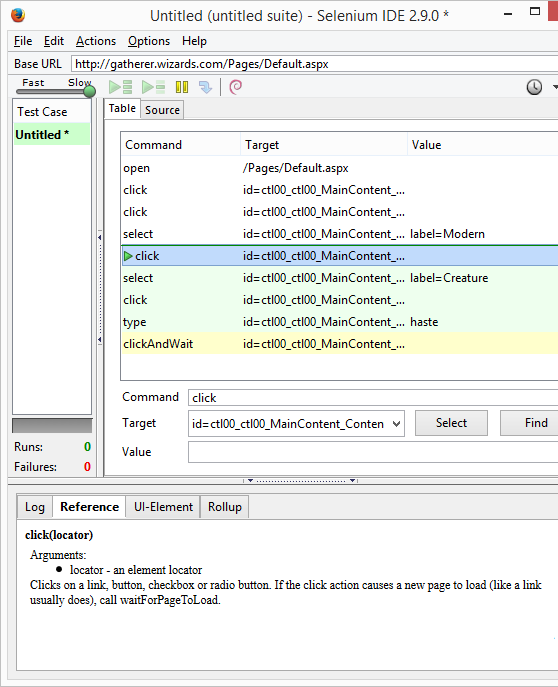 Untitled (untitled suite) - Selenium IDE 2.9.0 *
File Edit Actions Options Help
Base URL http://gatherer.wizards.com/Pages/Default.aspx
Fast Slow
Test Case
Untitled *
Table Source
Command Target Value
open /Pages/Default.aspx
click id=ctl00_ctl00_MainContent_...
click id=ctl00_ctl00_MainContent_...
select id=ctl00_ctl00_MainContent_... label=Modern
click id=ctl00_ctl00_MainContent_...
select id=ctl00_ctl00_MainContent_... label=Creature
click id=ctl00_ctl00_MainContent_...
type id=ctl00_ctl00_MainContent_... haste
clickAndWait id=ctl00_ctl00_MainContent_...
Command click
Target id=ctl00_ctl00_MainContent_Conten Select Find
Value
Runs: 0
Failures: 0
Log Reference UI-Element Rollup
click(locator)
Arguments:
● locator - an element locator
Clicks on a link, button, checkbox or radio button. If the click action causes a new page to load (like a link
usually does), call waitForPageToLoad.